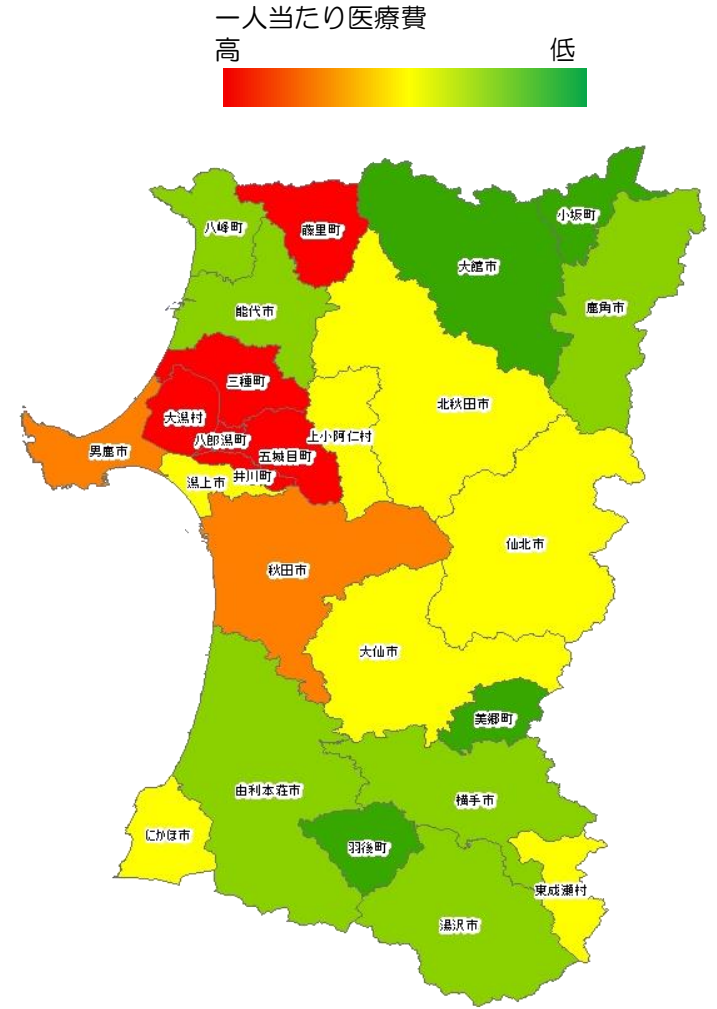 一人当たり医療費
高
低
小坂町
八峰町
藤里町
大館市
鹿角市
能代市
三種町
北秋田市
大潟村
八郎潟町
上小阿仁村
男鹿市
五城目町
井川町
潟上市
仙北市
秋田市
大仙市
美郷町
由利本荘市
横手市
にかほ市
羽後町
東成瀬村
湯沢市